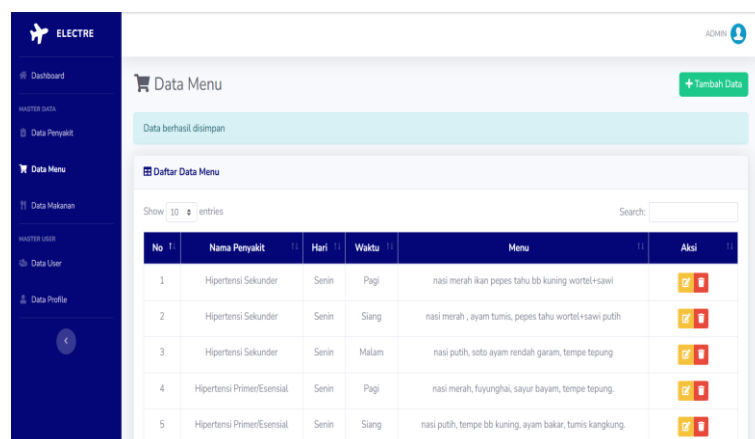 ELECTRE
ADMIN
Dashboard
MASTER DATA
Data Penyakit
Data Menu
Data Makanan
MASTER USER
Data User
Data Profile
Data Menu
+ Tambah Data
Data berhasil disimpan
Daftar Data Menu
Show 10 entries
Search:
No Nama Penyakit Hari Waktu Menu Aksi
1 Hipertensi Sekunder Senin Pagi nasi merah ikan pepes tahu bb kuning wortel+sawi
2 Hipertensi Sekunder Senin Siang nasi merah , ayam tumis, pepes tahu wortel+sawi putih
3 Hipertensi Sekunder Senin Malam nasi putih, soto ayam rendah garam, tempe tepung
4 Hipertensi Primer/Esensial Senin Pagi nasi merah, fuyunghai, sayur bayam, tempe tepung.
5 Hipertensi Primer/Esensial Senin Siang nasi putih, tempe bb kuning, ayam bakar, tumis kangkung.